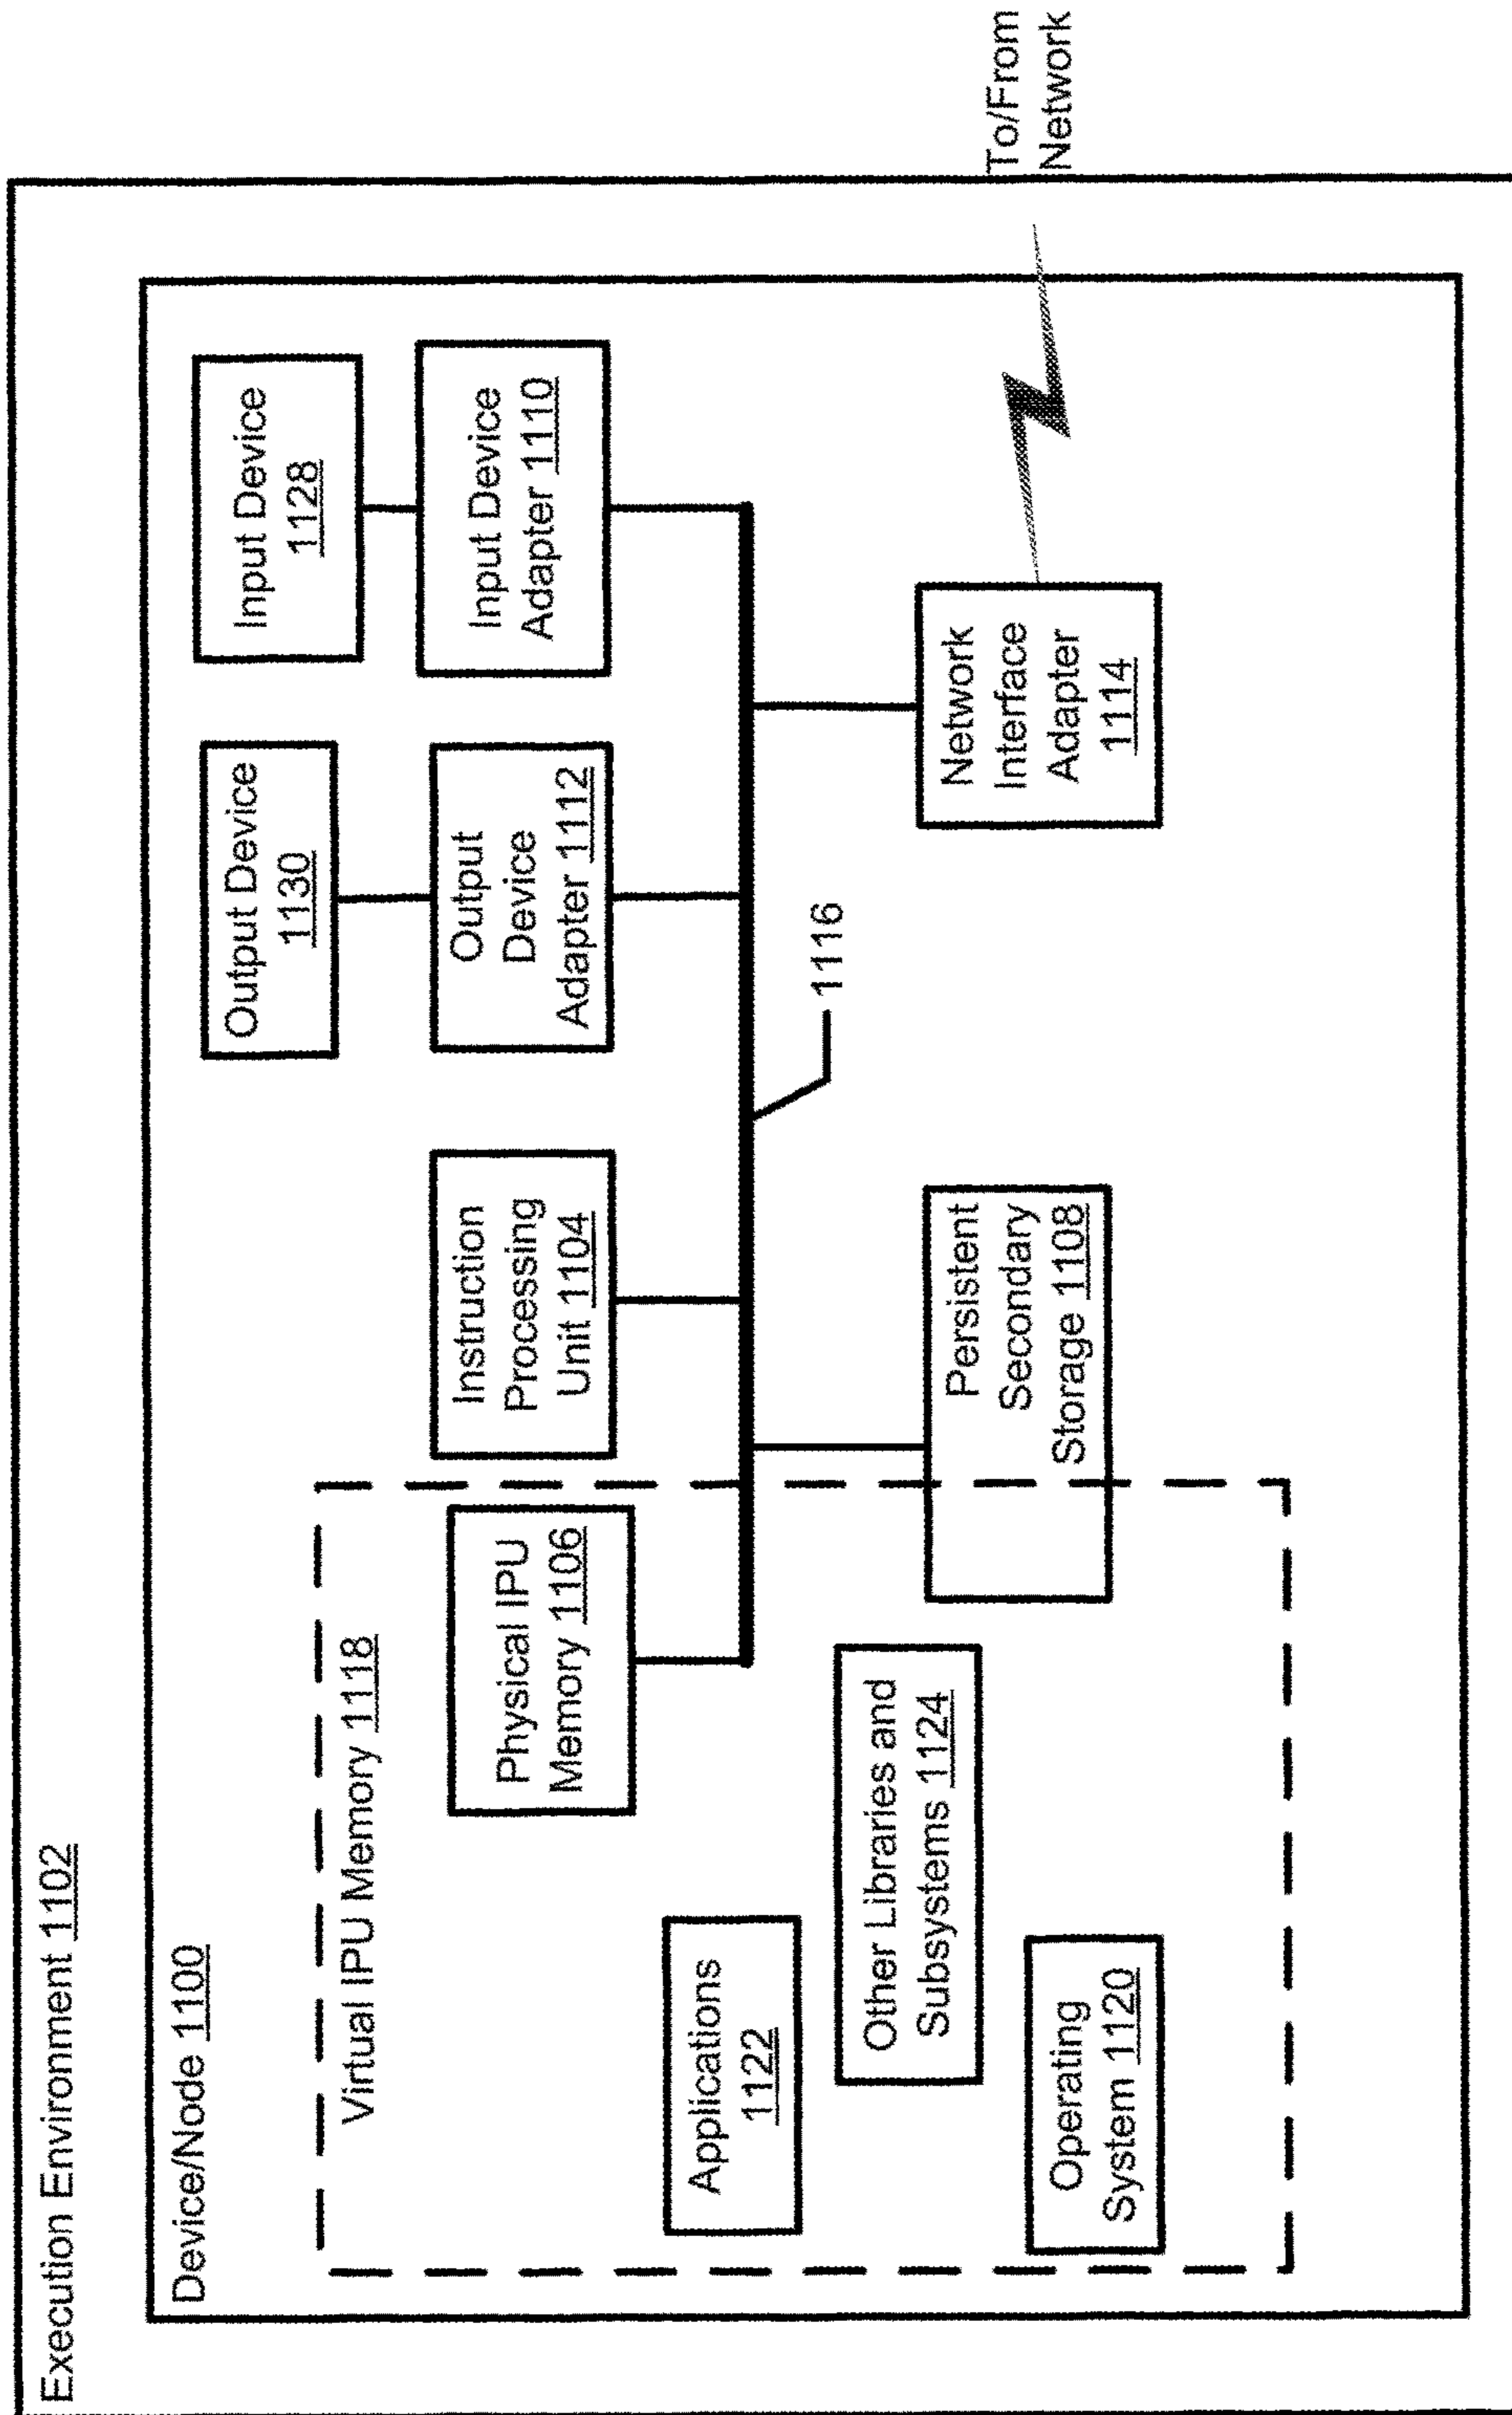 Execution Environment 1102
Device/Node 1100
Virtual IPU Memory 1118
Output Device
1130
Input Device
1128
Physical IPU
Memory 1106
Instruction
Processing
Unit 1104
Output
Device
Adapter 1112
Input Device
Adapter 1110
Applications
1122
1116
Other Libraries and
Subsystems 1124
Persistent
Secondary
Storage 1108
Network
Interface
Adapter
1114
To/From
Network
Operating
System 1120